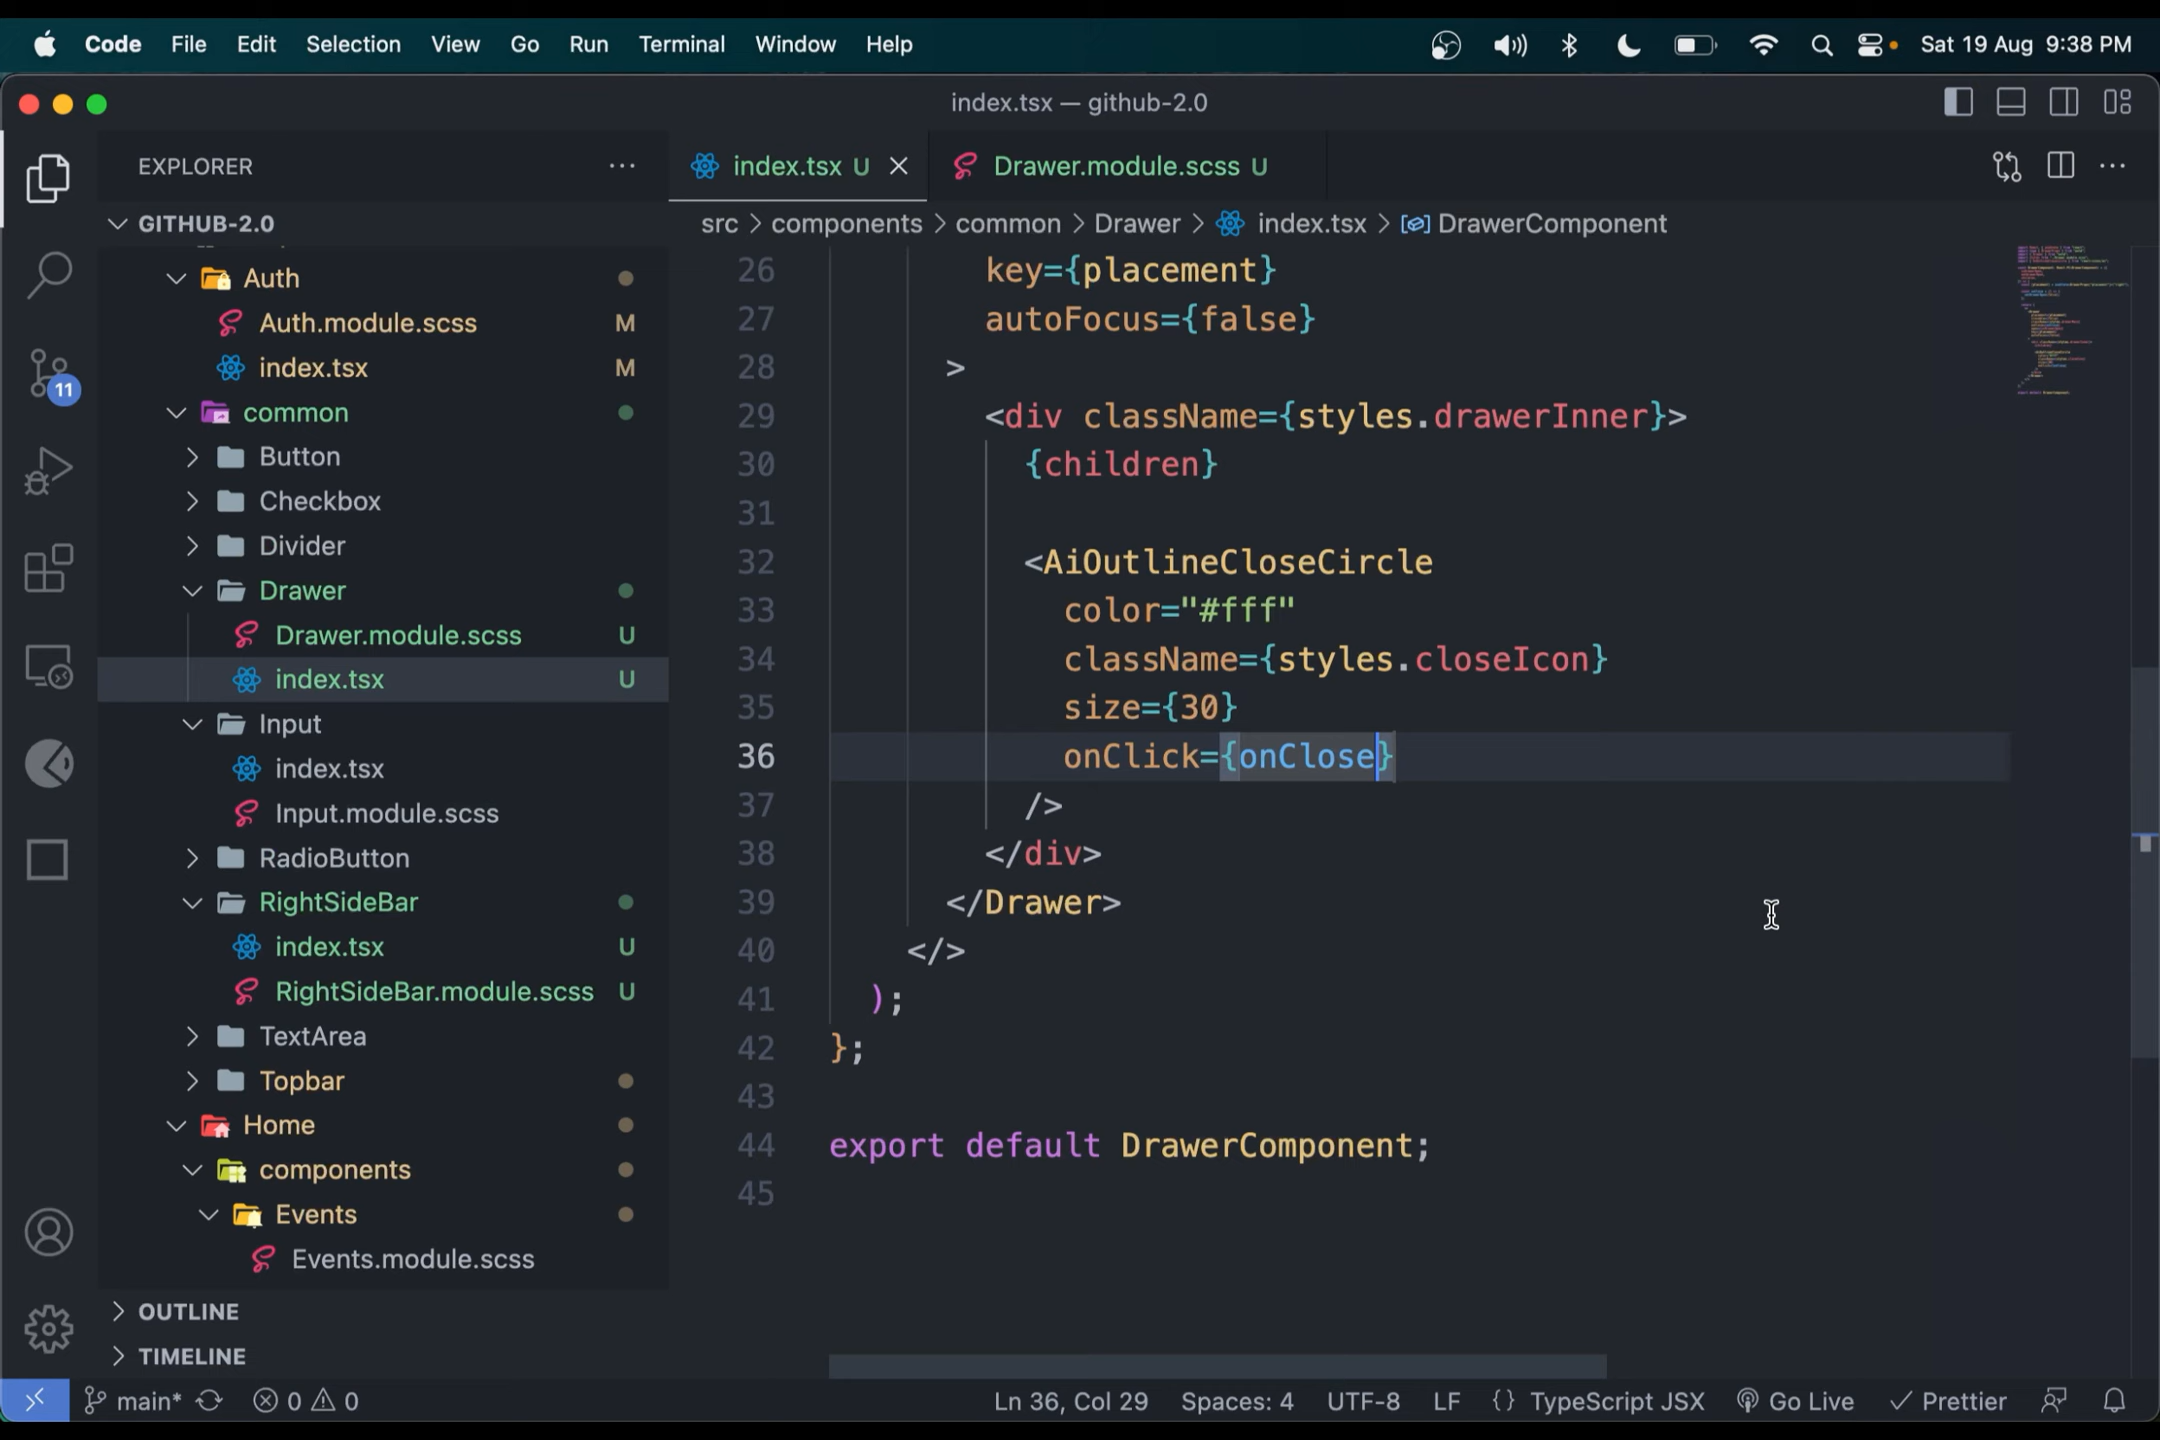 Code File Edit Selection View Go Run Terminal Window Help Sat 19 Aug 9:38 PM
index.tsx — github-2.0
EXPLORER
index.tsx U
Drawer.module.scss U
GITHUB-2.0
src > components > common > Drawer > index.tsx > DrawerComponent
Auth
Auth.module.scss M
index.tsx M
11
common
Button
Checkbox
Divider
Drawer
Drawer.module.scss U
index.tsx U
Input
index.tsx
Input.module.scss
RadioButton
RightSideBar
index.tsx U
RightSideBar.module.scss U
TextArea
Topbar
Home
components
Events
Events.module.scss
OUTLINE
TIMELINE
26 key={placement}
27 autoFocus={false}
28 >
29 <div className={styles.drawerInner}>
30 {children}
31
32 <AiOutlineCloseCircle
33 color="#fff"
34 className={styles.closeIcon}
35 size={30}
36 onClick={onClose}
37 />
38 </div>
39 </Drawer>
40 </>
41 );
42 };
43
44 export default DrawerComponent;
45
main* 0 0 Ln 36, Col 29 Spaces: 4 UTF-8 LF {} TypeScript JSX Go Live Prettier